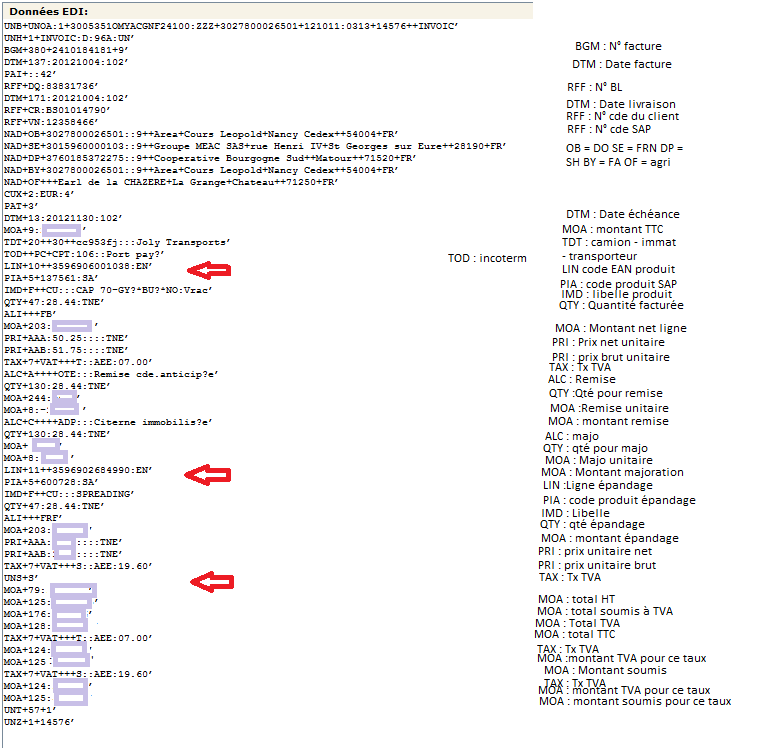 Données EDI:
UNB+UNOA:1+3005351OMYACGNF24100:ZZZ+3027800026501+121011:0313+14576++INVOIC’
UNH+1+INVOIC:D:96A:UN’
BGM+380+2410184181+9’
DTM+137:20121004:102’
PAI+::42’
RFF+DQ:83831736’
DTM+171:20121004:102’
RFF+CR:BS01014790’
RFF+VN:12358466’
NAD+OB+3027800026501::9++Area+Cours Leopold+Nancy Cedex++54004+FR’
NAD+SE+3015960000103::9++Groupe MEAC SAS+rue Henri IV+St Georges sur Eure++28190+FR’
NAD+DP+3760185372275::9++Cooperative Bourgogne Sud++Matour++71520+FR’
NAD+BY+3027800026501::9++Area+Cours Leopold+Nancy Cedex++54004+FR’
NAD+OF+++Earl de la CHAZERE+La Grange+Chateau++71250+FR’
CUX+2:EUR:4’
PAT+3’
DTM+13:20121130:102’
MOA+9: ’
TDT+20++30++cc953fj:::Joly Transports’
TOD++PC+CPT:106::Port pay?’
LIN+10++3596906001038:EN’
PIA+5+137561:SA’
IMD+F++CU:::CAP 70-GY?^BU?^NO:Vrac’
QTY+47:28.44:TNE’
ALI+++FB’
MOA+203: ’
PRI+AAA:50.25::::TNE’
PRI+AAB:51.75::::TNE’
TAX+7+VAT+++T::AEE:07.00’
ALC+A++++OTE:::Remise cde.anticip?e’
QTY+130:28.44:TNE’
MOA+244: ’
MOA+8:- ’
ALC+C++++ADP:::Citerne immobilis?e’
QTY+130:28.44:TNE’
MOA+ ’
MOA+8: ’
LIN+11++3596902684990:EN’
PIA+5+600728:SA’
IMD+F++CU:::SPREADING’
QTY+47:28.44:TNE’
ALI+++FRF’
MOA+203: ’
PRI+AAA: ::::TNE’
PRI+AAB: ::::TNE’
TAX+7+VAT+++S::AEE:19.60’
UNS+S’
MOA+79: ’
MOA+125: ’
MOA+176: ’
MOA+128: ’
TAX+7+VAT+++T::AEE:07.00’
MOA+124: ’
MOA+125 ’
TAX+7+VAT+++S::AEE:19.60’
MOA+124: ’
MOA+125: ’
UNT+57+1’
UNZ+1+14576’
BGM : N° facture
DTM : Date facture
RFF : N° BL
DTM : Date livraison
RFF : N° cde du client
RFF : N° cde SAP
OB = DO SE = FRN DP =
SH BY = FA OF = agri
DTM : Date échéance
MOA : montant TTC
TDT : camion - immat
- transporteur
TOD : incoterm
LIN code EAN produit
PIA : code produit SAP
IMD : libelle produit
QTY : Quantité facturée
MOA : Montant net ligne
PRI : Prix net unitaire
PRI : prix brut unitaire
TAX : Tx TVA
ALC : Remise
QTY :Qté pour remise
MOA :Remise unitaire
MOA : montant remise
ALC : majo
QTY : qté pour majo
MOA : Majo unitaire
MOA : Montant majoration
LIN :Ligne épandage
PIA : code produit épandage
IMD : Libelle
QTY : qté épandage
MOA : montant épandage
PRI : prix unitaire net
PRI : prix unitaire brut
TAX : Tx TVA
MOA : total HT
MOA : total soumis à TVA
MOA : Total TVA
MOA : total TTC
TAX : Tx TVA
MOA :montant TVA pour ce taux
MOA : Montant soumis
TAX : Tx TVA
MOA : montant TVA pour ce taux
MOA : montant soumis pour ce taux